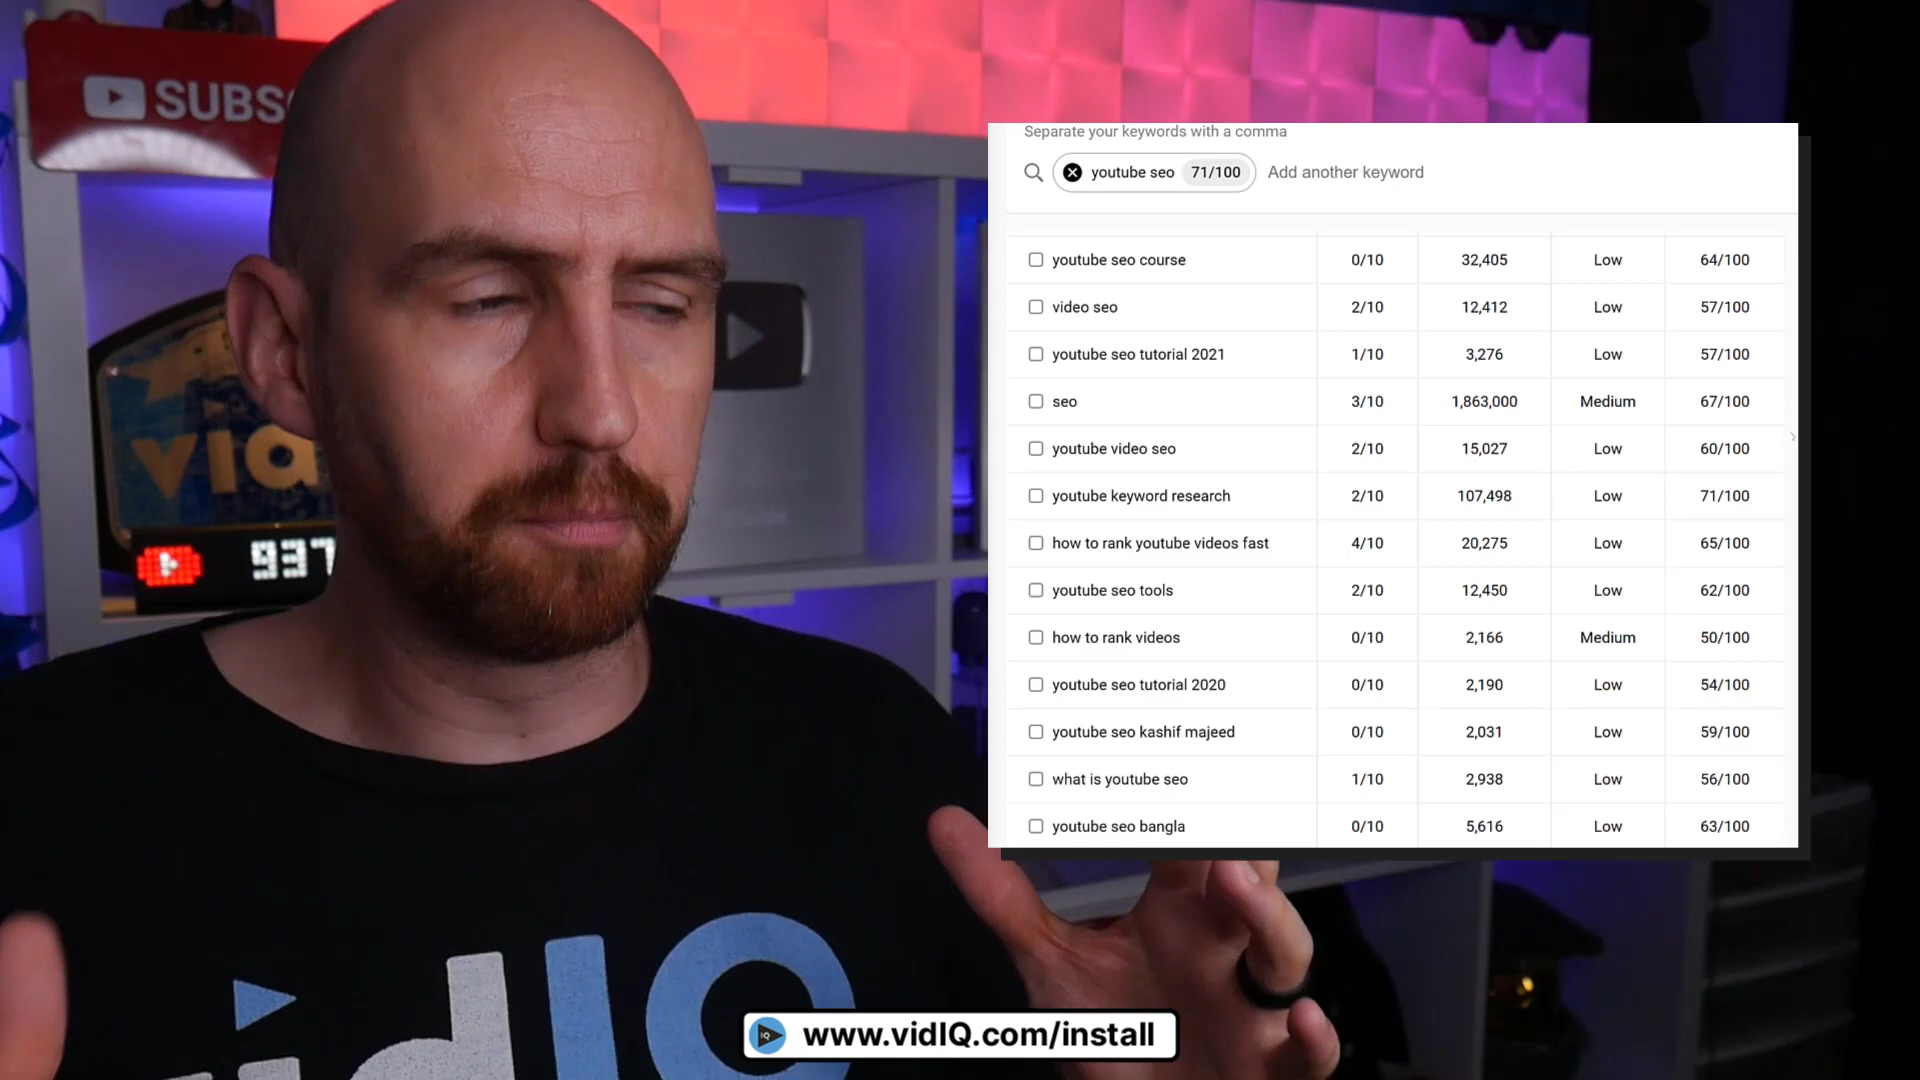 SUBS
Separate your keywords with a comma
youtube seo 71/100 Add another keyword
youtube seo course 0/10 32,405 Low 64/100
video seo 2/10 12,412 Low 57/100
youtube seo tutorial 2021 1/10 3,276 Low 57/100
seo 3/10 1,863,000 Medium 67/100
youtube video seo 2/10 15,027 Low 60/100
youtube keyword research 2/10 107,498 Low 71/100
how to rank youtube videos fast 4/10 20,275 Low 65/100
youtube seo tools 2/10 12,450 Low 62/100
how to rank videos 0/10 2,166 Medium 50/100
youtube seo tutorial 2020 0/10 2,190 Low 54/100
youtube seo kashif majeed 0/10 2,031 Low 59/100
what is youtube seo 1/10 2,938 Low 56/100
youtube seo bangla 0/10 5,616 Low 63/100
via
937
vidIQ
IQ www.vidIQ.com/install